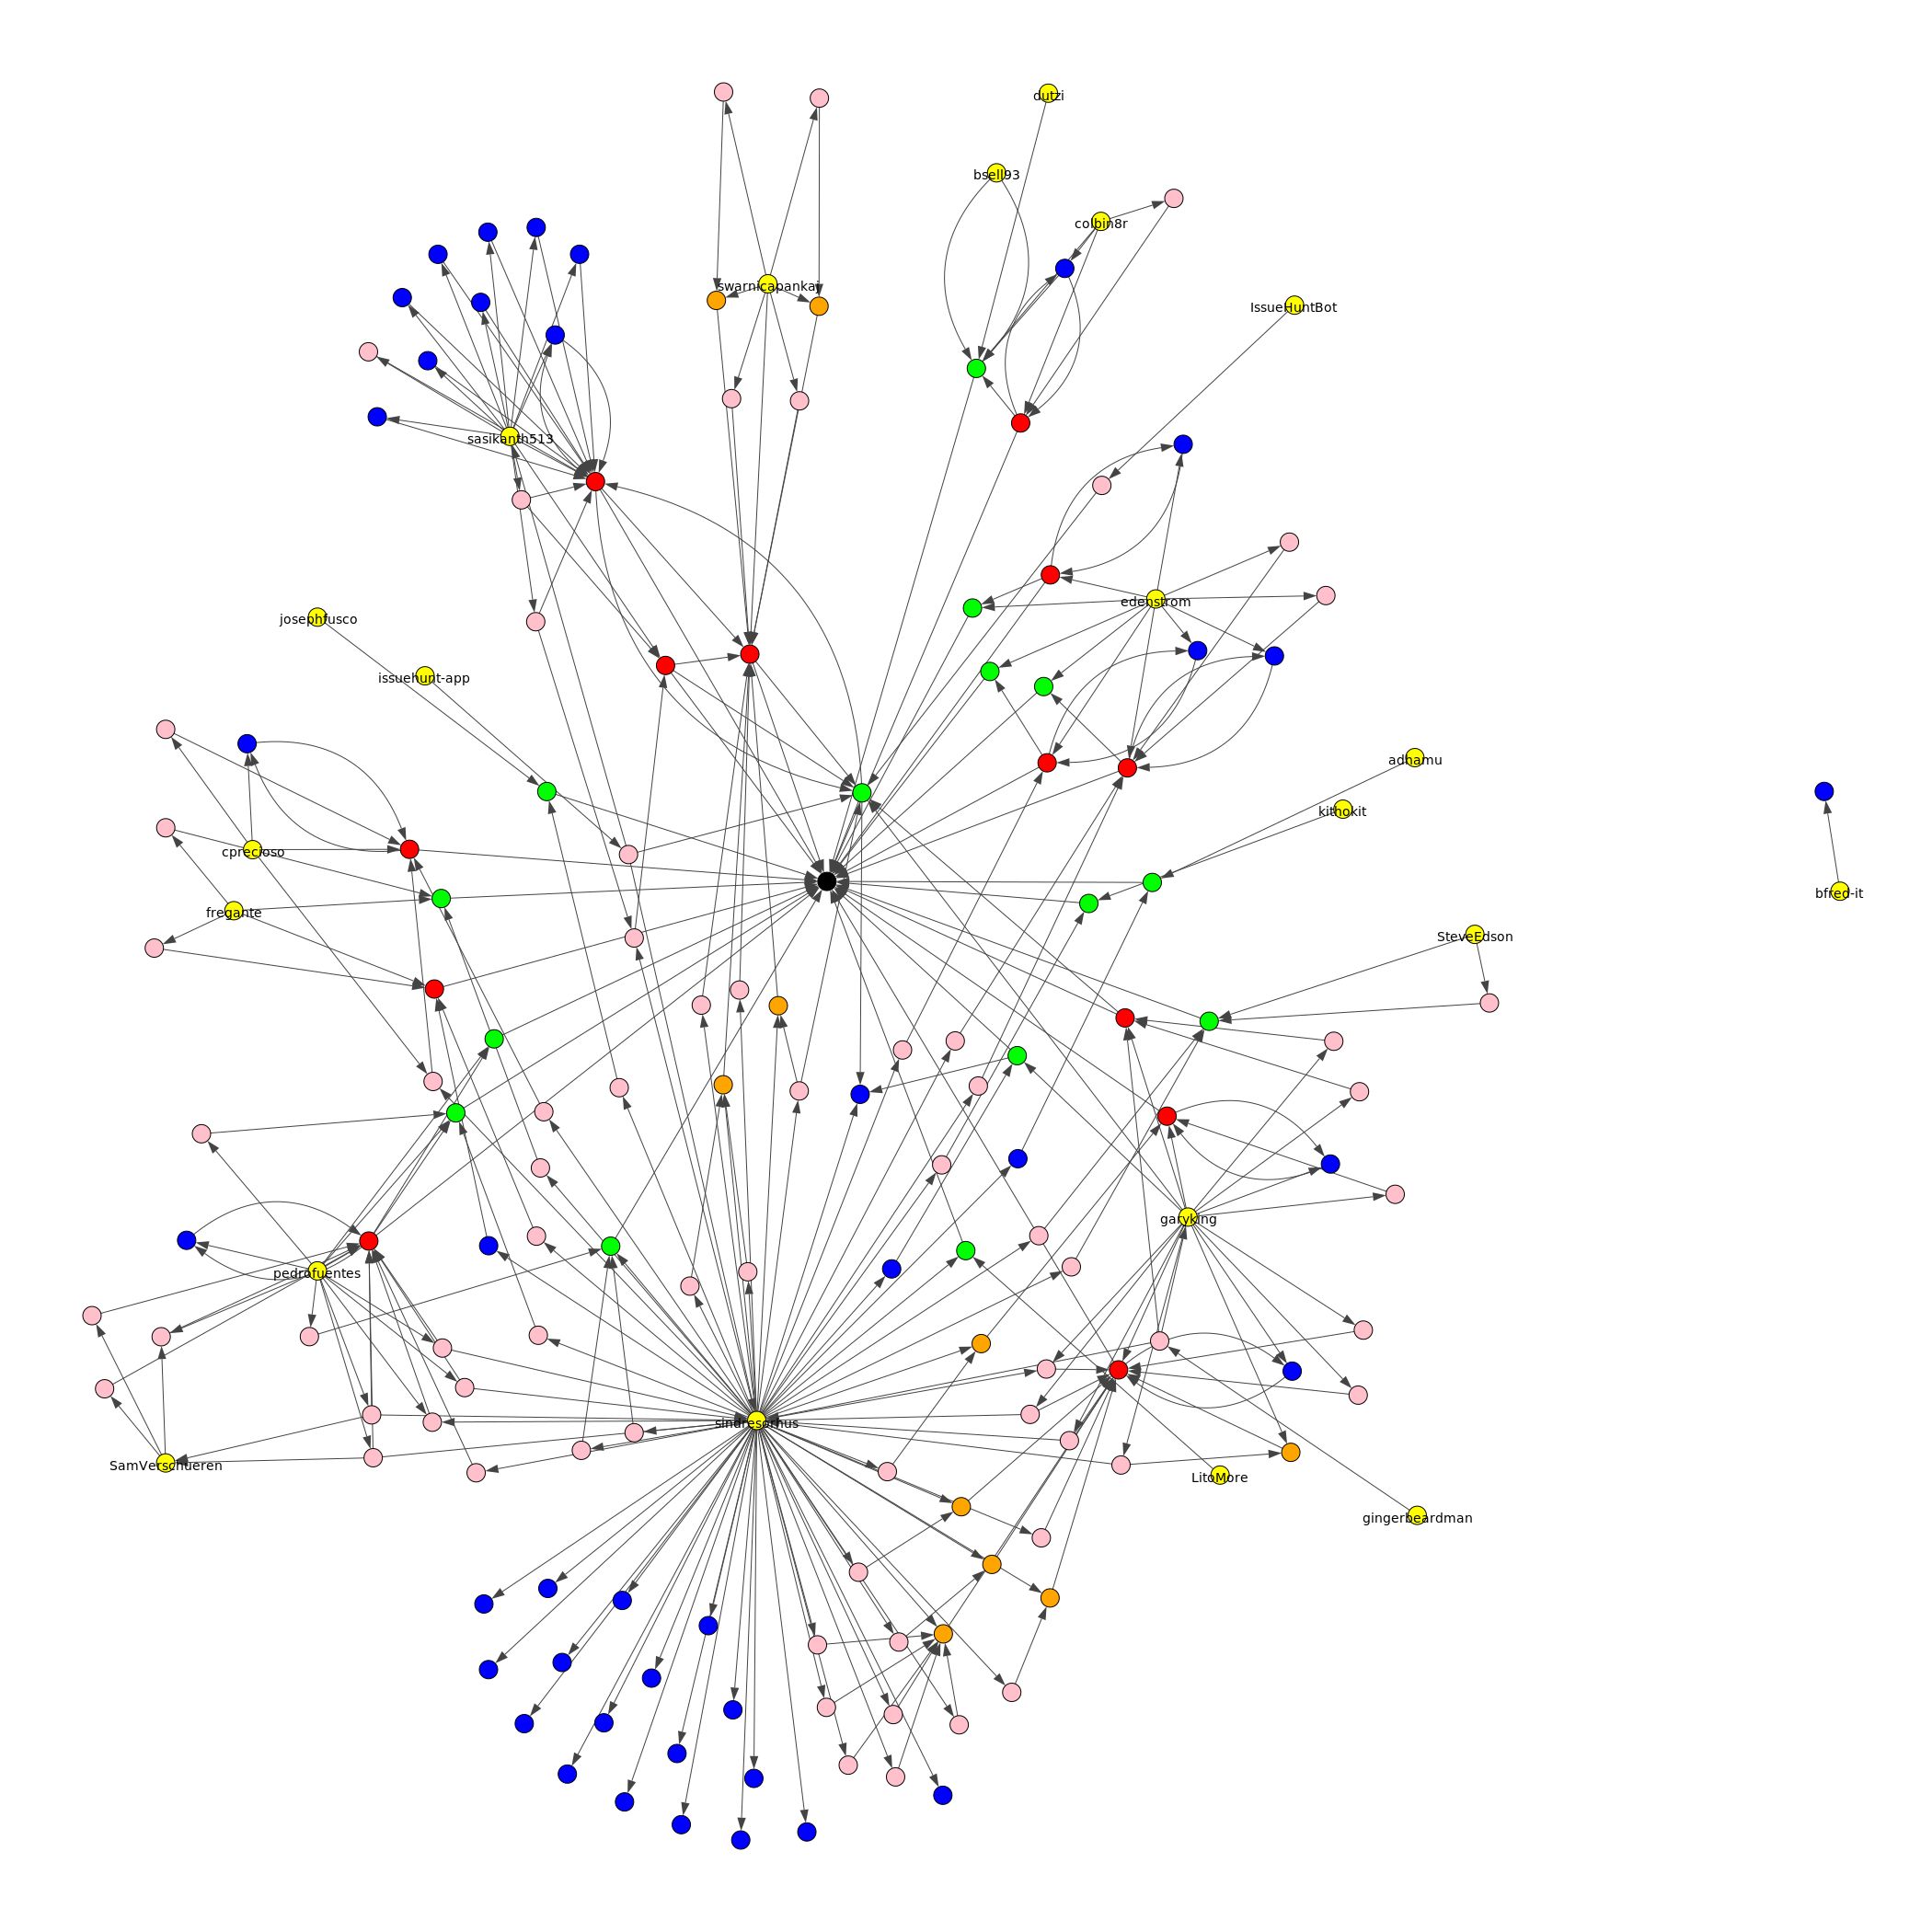 dutzi
bsell93
colbin8r
swarnicapankaj
IssueHuntBot
sasikanth513
edenstrom
josephfusco
issuehunt-app
adhamu
kithokit
cprecioso
bfred-it
fregante
SteveEdson
garyking
pedrofuentes
sindresorhus
SamVerschueren
LitoMore
gingerbeardman